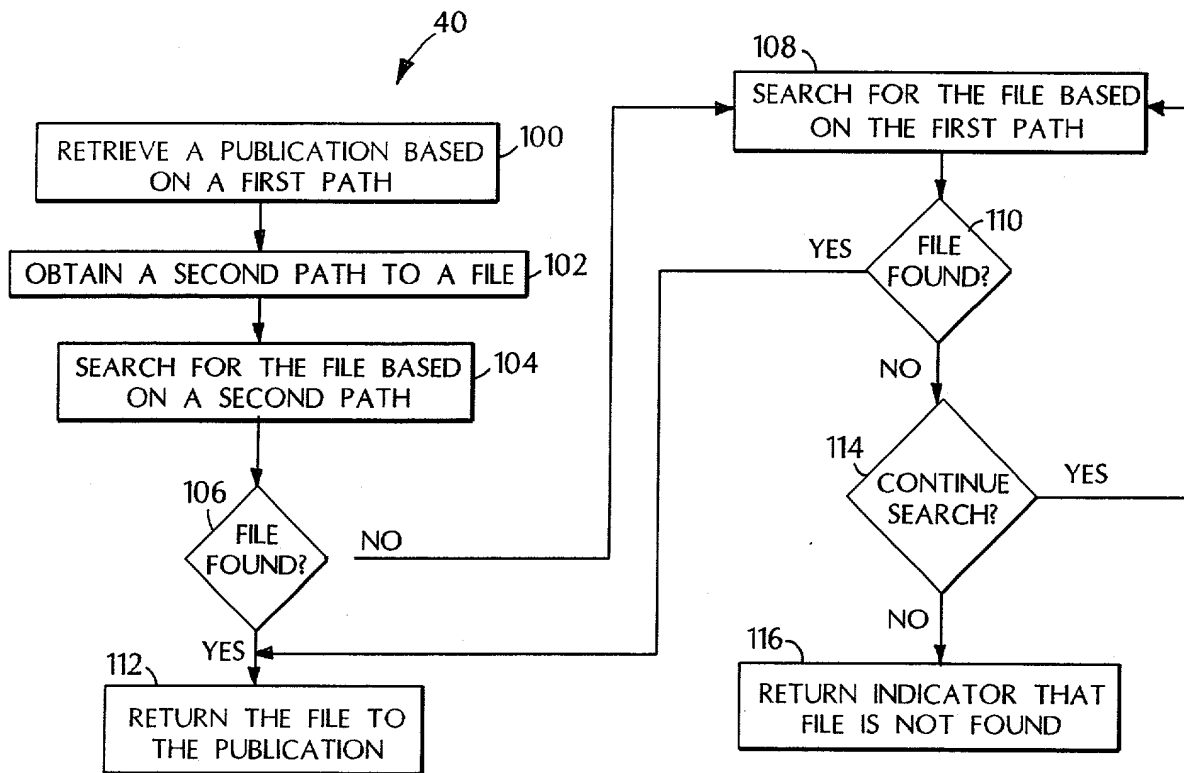 40
RETRIEVE A PUBLICATION BASED
ON A FIRST PATH
100
OBTAIN A SECOND PATH TO A FILE
102
SEARCH FOR THE FILE BASED
ON A SECOND PATH
104
106
FILE
FOUND?
NO
YES
112
RETURN THE FILE TO
THE PUBLICATION
108
SEARCH FOR THE FILE BASED
ON THE FIRST PATH
110
FILE
FOUND?
YES
NO
114
CONTINUE
SEARCH?
YES
NO
116
RETURN INDICATOR THAT
FILE IS NOT FOUND